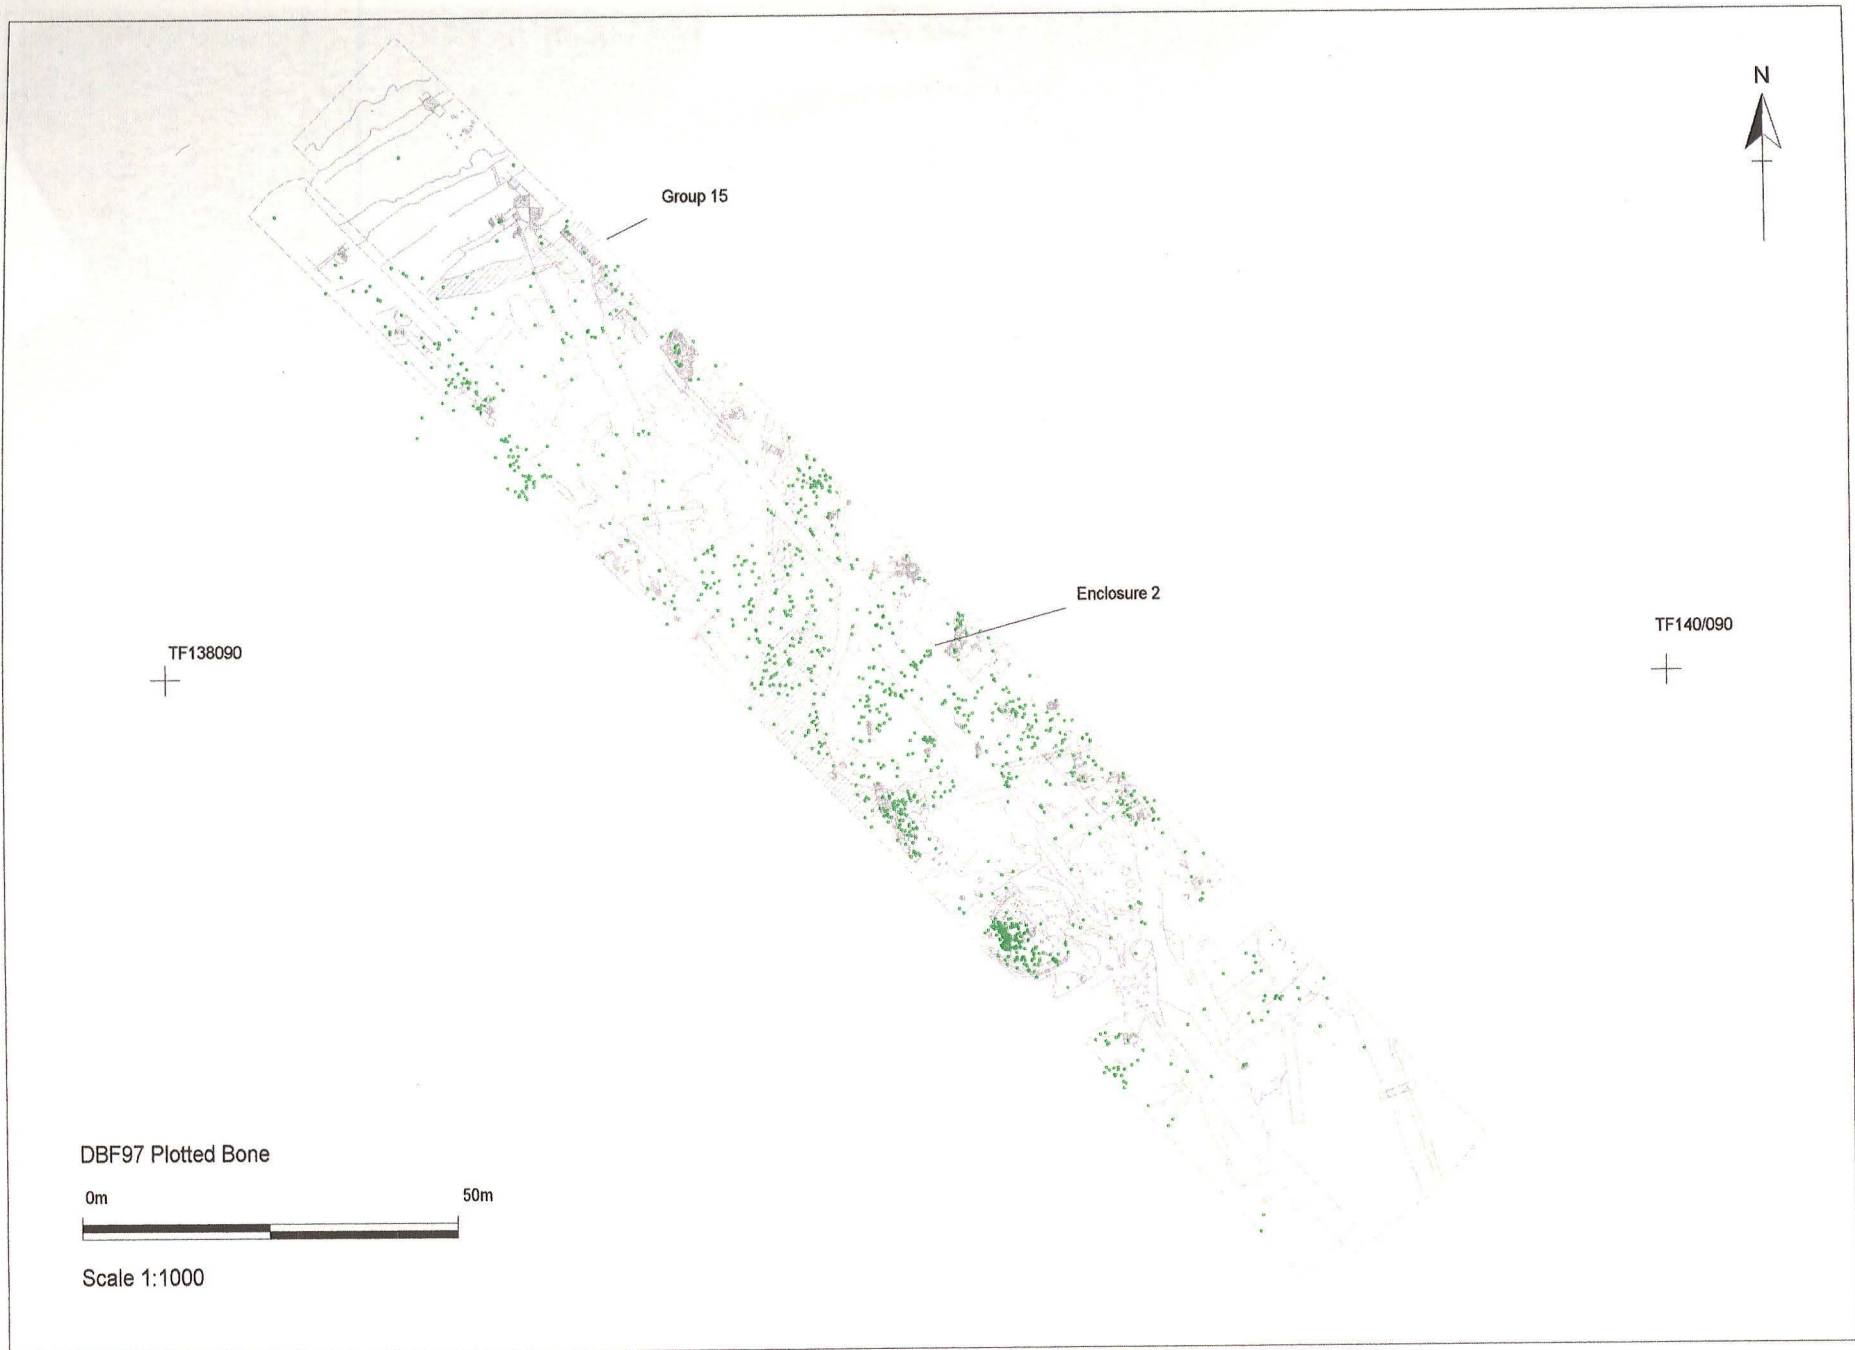 N
Group 15
Enclosure 2
TF138090
TF140/090
DBF97 Plotted Bone
0m 50m
Scale 1:1000